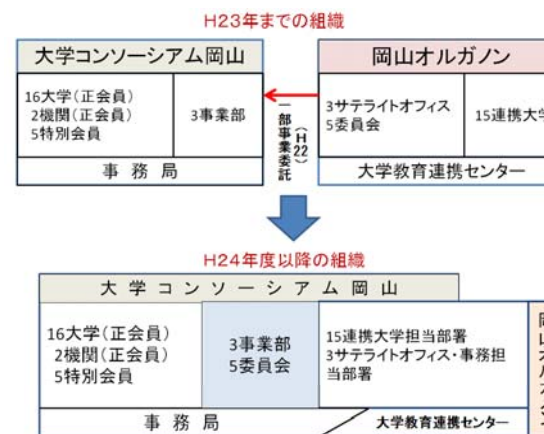 H23年までの組織
大学コンソーシアム岡山
16大学(正会員)
2機関(正会員)
5特別会員
3事業部
事務局
一部事業委託
(H22)
岡山オルガノン
3サテライトオフィス
5委員会
15連携大学
大学教育連携センター
H24年度以降の組織
大学コンソーシアム岡山
16大学(正会員)
2機関(正会員)
5特別会員
3事業部
5委員会
15連携大学担当部署
3サテライトオフィス・事務担
当部署
事務局
大学教育連携センター